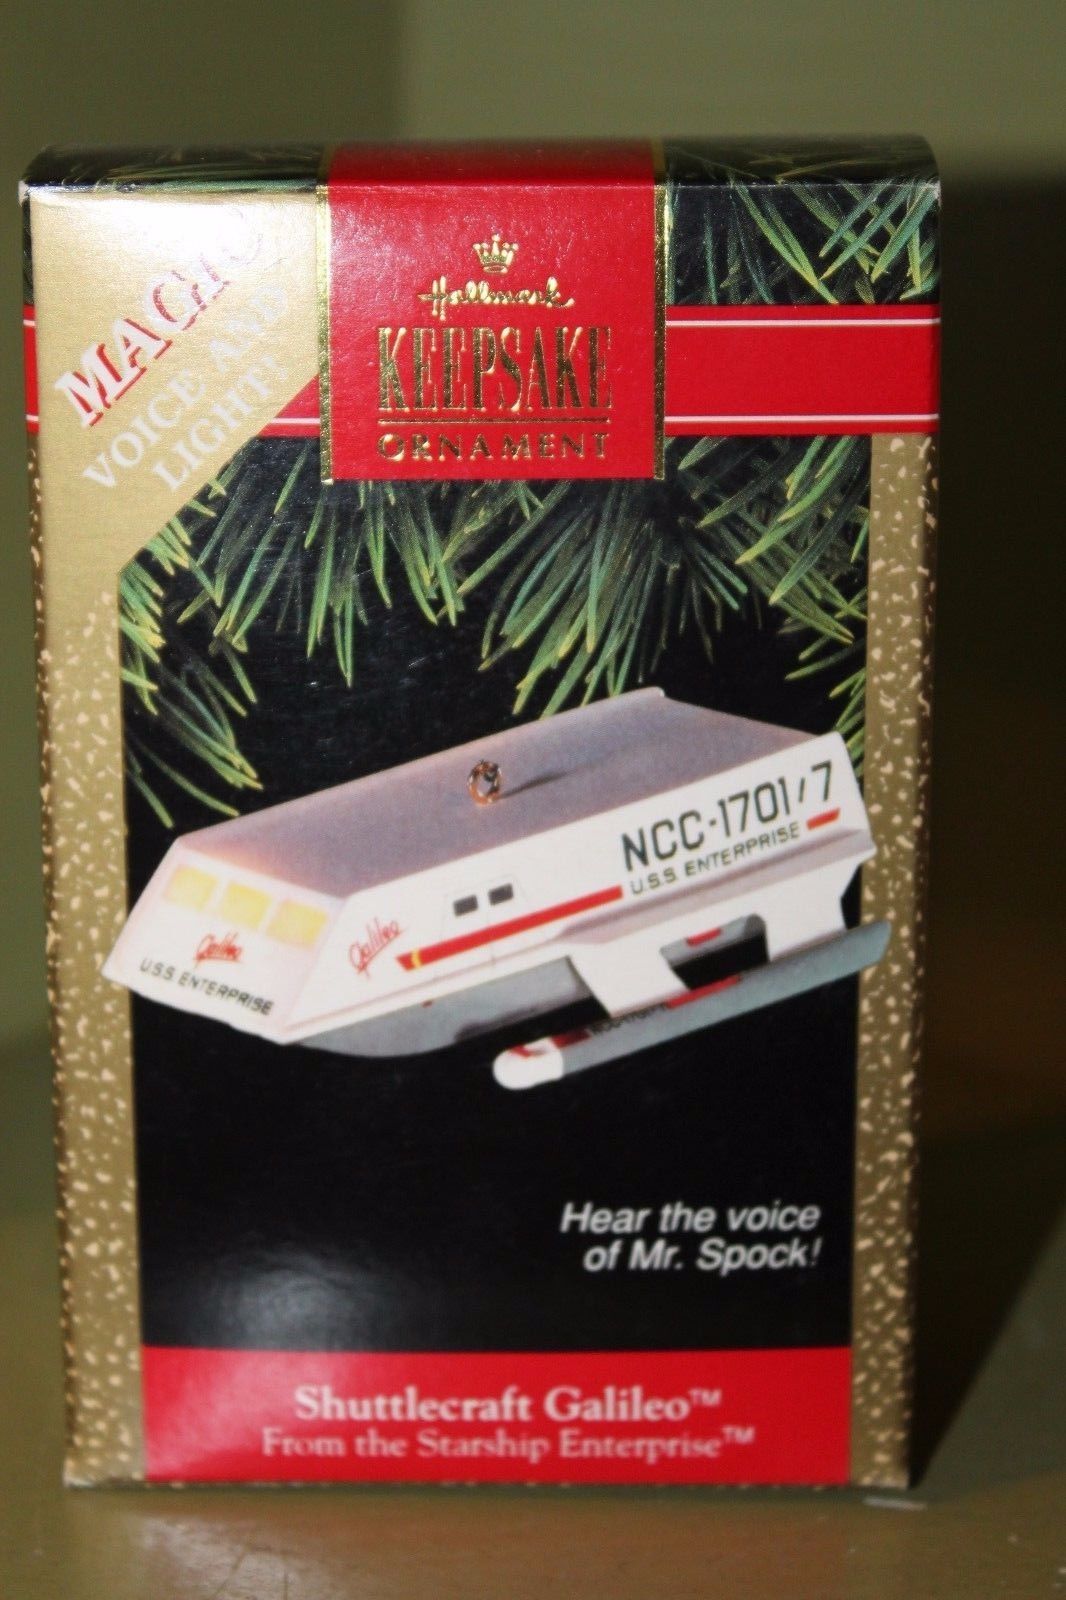 MAGIC
VOICE AND
LIGHT!
Hallmark
KEEPSAKE
ORNAMENT
NCC-1701/7
U.S.S. ENTERPRISE
Galileo
Galileo
U.S.S. ENTERPRISE
Hear the voice
of Mr. Spock!
Shuttlecraft Galileo™
From the Starship Enterprise™